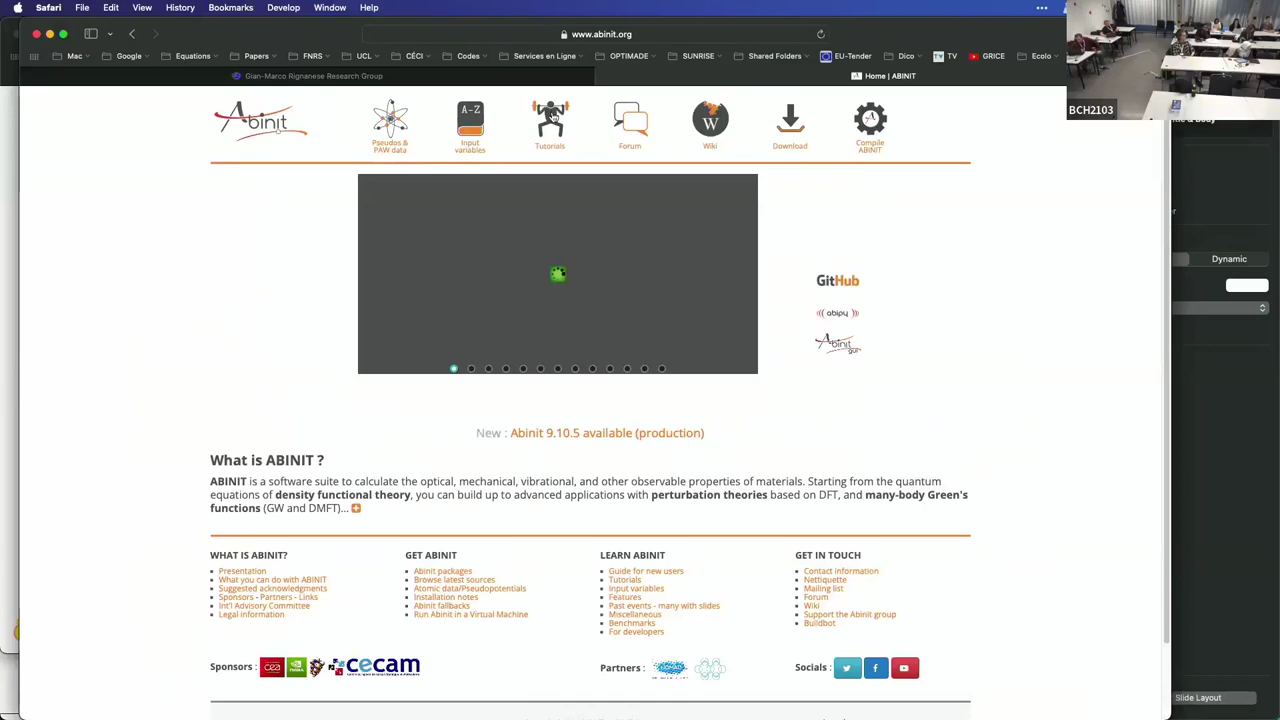 Safari File Edit View History Bookmarks Develop Window Help
www.abinit.org
Mac Google Equations Papers FNRS UCL CÉCI Codes Services en Ligne OPTIMADE SUNRISE Shared Folders EU-Tender Dico TV GRICE Ecolo
Gian-Marco Rignanese Research Group
Home | ABINIT
BCH2103
Abinit
Pseudos & PAW data
A-Z
Input variables
Tutorials
Forum
W
Wiki
Download
Compile ABINIT
Dynamic
GitHub
abipy
Abinit gui
New : Abinit 9.10.5 available (production)
What is ABINIT ?
ABINIT is a software suite to calculate the optical, mechanical, vibrational, and other observable properties of materials. Starting from the quantum
equations of density functional theory, you can build up to advanced applications with perturbation theories based on DFT, and many-body Green's
functions (GW and DMFT)...
WHAT IS ABINIT?
Presentation
What you can do with ABINIT
Suggested acknowledgments
Sponsors - Partners - Links
Int'l Advisory Committee
Legal information
GET ABINIT
Abinit packages
Browse latest sources
Atomic data/Pseudopotentials
Installation notes
Abinit fallbacks
Run Abinit in a Virtual Machine
LEARN ABINIT
Guide for new users
Tutorials
Input variables
Features
Past events - many with slides
Miscellaneous
Benchmarks
For developers
GET IN TOUCH
Contact information
Nettiquette
Mailing list
Forum
Wiki
Support the Abinit group
Buildbot
Sponsors :
cea
NVIDIA
cecam
Partners :
NOMAD
Socials :
Slide Layout